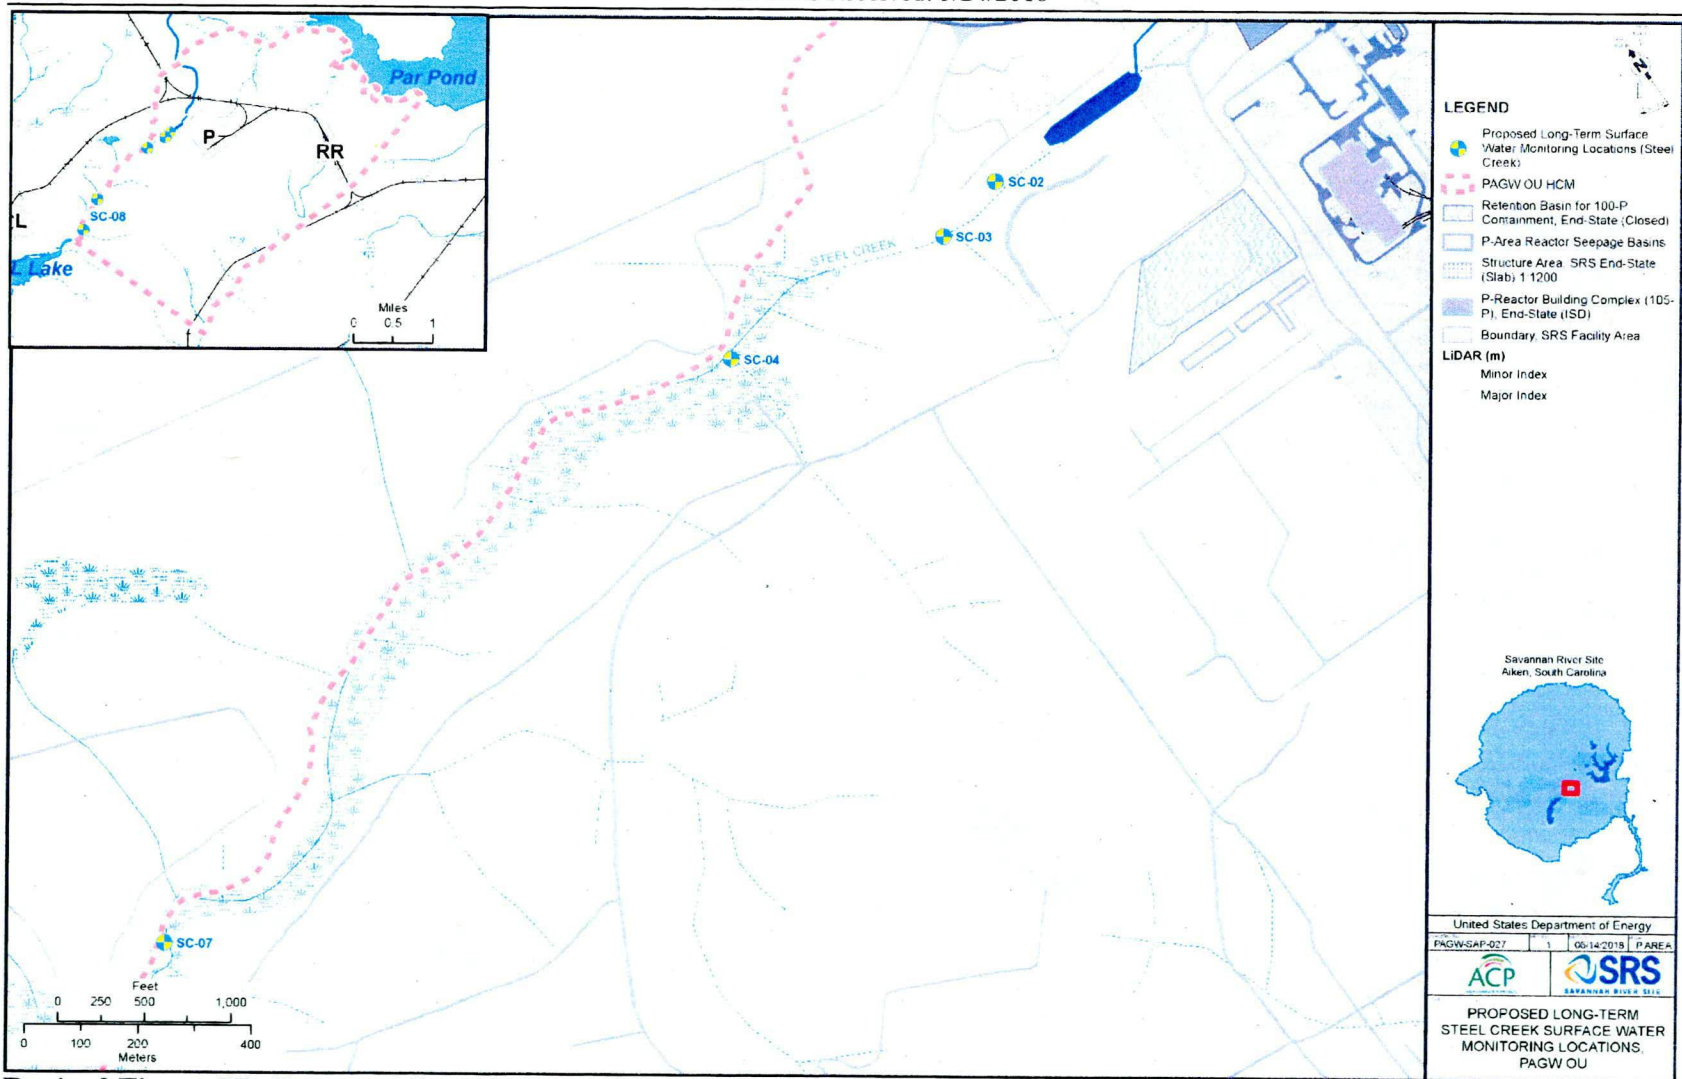 Par Pond
P
RR
SC-08
L
L Lake
Miles
0 0.5 1
SC-02
SC-03
STEEL CREEK
SC-04
SC-07
Feet
0 250 500 1,000
0 100 200 400
Meters
N
LEGEND
Proposed Long-Term Surface
Water Monitoring Locations (Steel
Creek)
PAGW OU HCM
Retention Basin for 100-P
Containment, End-State (Closed)
P-Area Reactor Seepage Basins
Structure Area, SRS End-State
(Slab) 1:1200
P-Reactor Building Complex (105-
P), End-State (ISD)
Boundary, SRS Facility Area
LiDAR (m)
Minor Index
Major Index
Savannah River Site
Aiken, South Carolina
United States Department of Energy
PAGW-SAP-027 1 06/14/2018 P AREA
ACP
SRS
SAVANNAH RIVER SITE
PROPOSED LONG-TERM
STEEL CREEK SURFACE WATER
MONITORING LOCATIONS,
PAGW OU